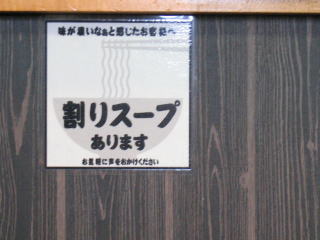 味が濃いなぁと感じたお客様へ
割りスープ
あります
お気軽に声をおかけください